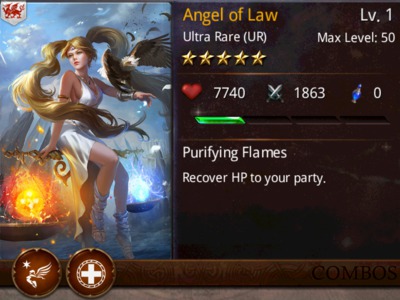 Angel of Law Lv. 1
Ultra Rare (UR) Max Level: 50
7740 1863 0
Purifying Flames
Recover HP to your party.
COMBOS